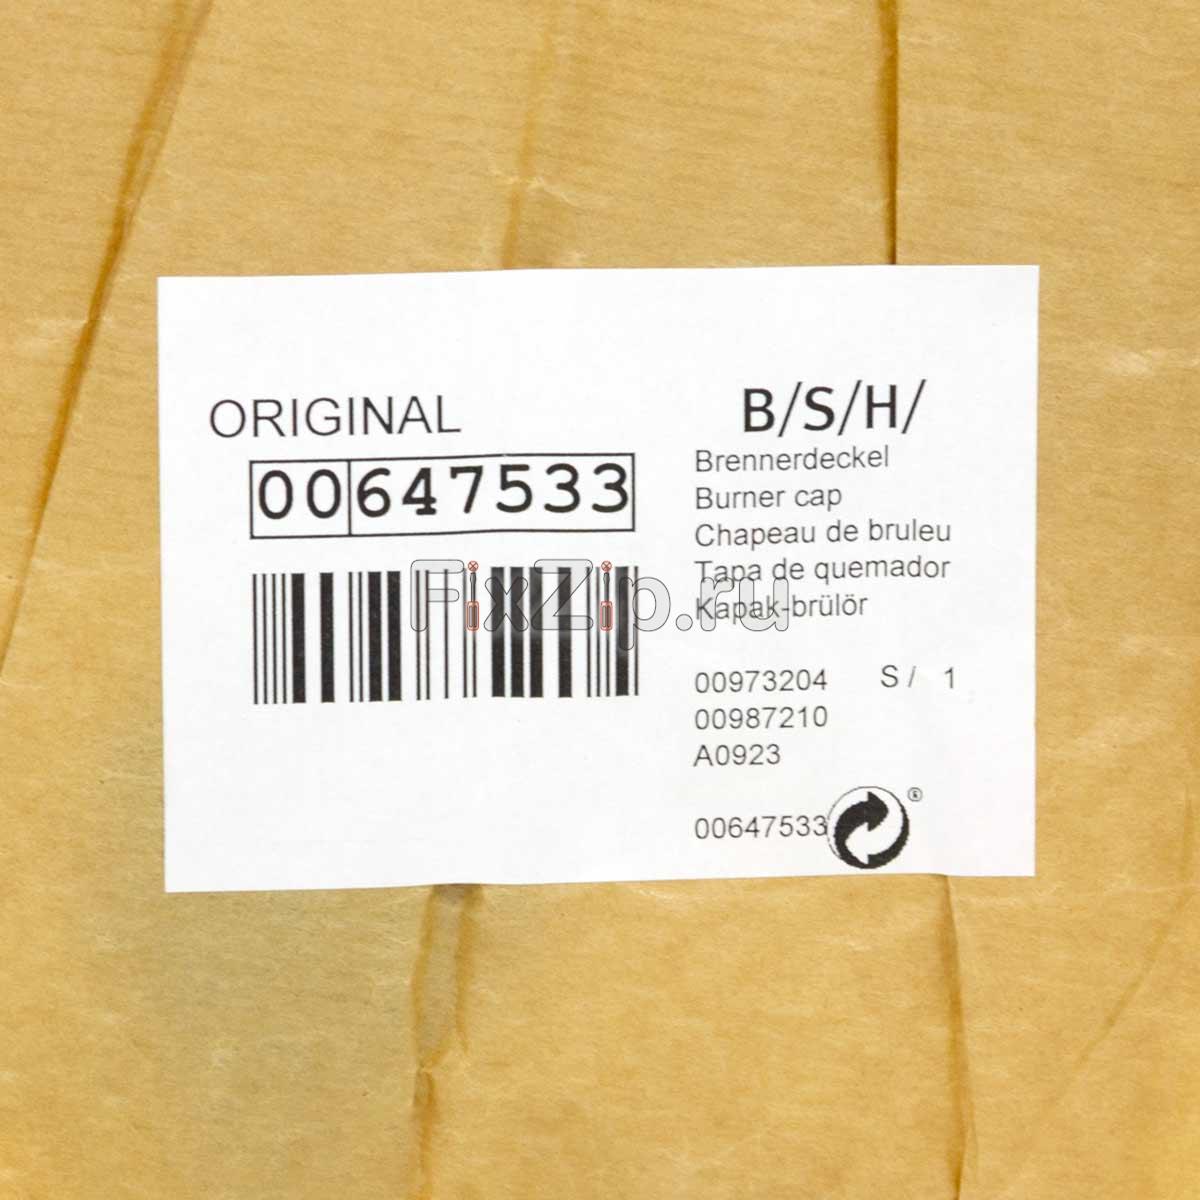 ORIGINAL
00647533
B/S/H/
Brennerdeckel
Burner cap
Chapeau de bruleu
Tapa de quemador
Kapak-brülör
FixZip.ru
00973204 S/ 1
00987210
A0923
00647533
®